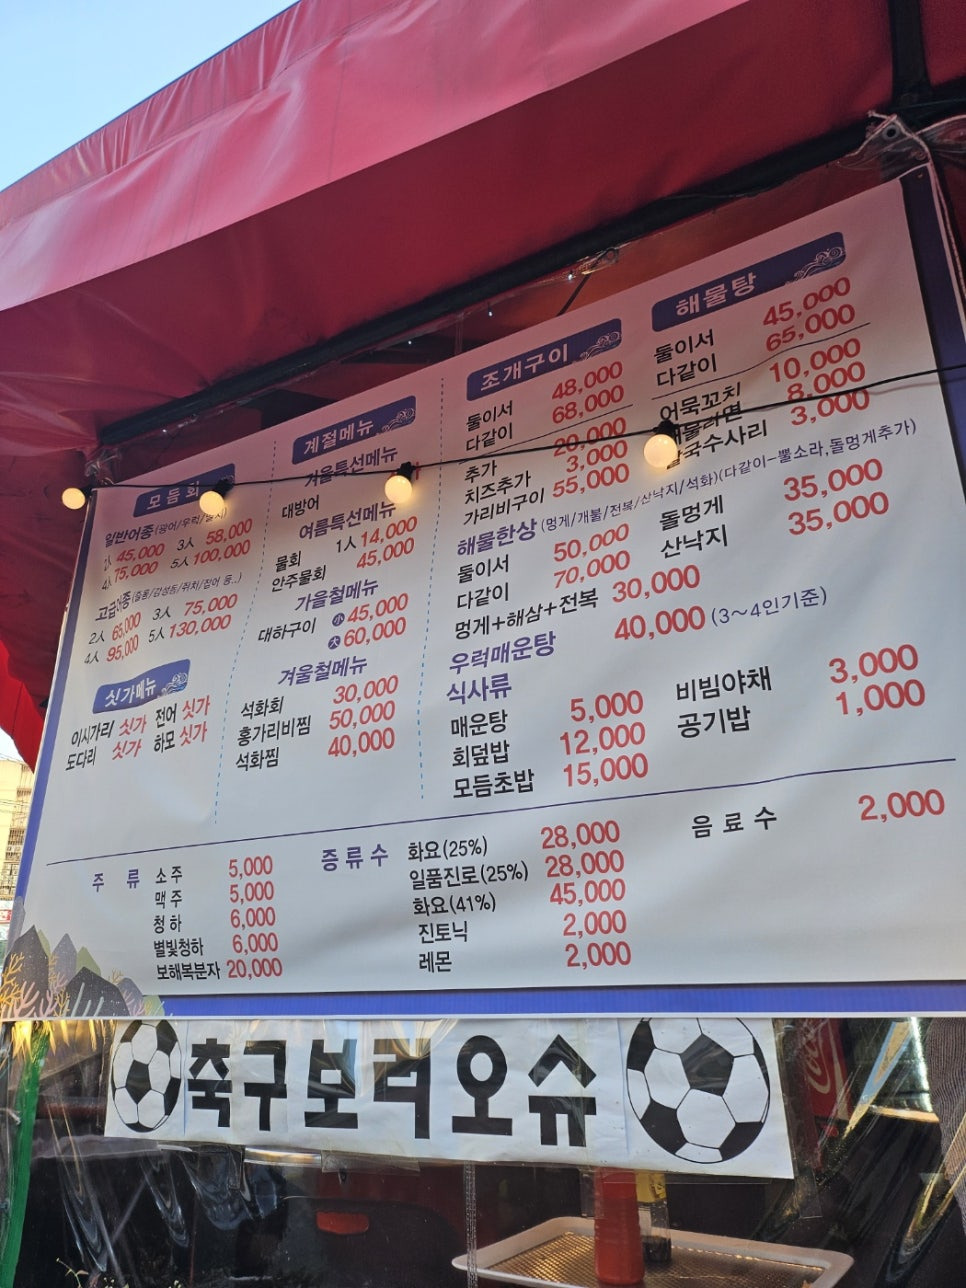 모듬회
일반어종(광어/우럭/
45,000 3人 58,000
4人 75,000 5人 100,000
고급어종
2人 65,000 3人 75,000
4人 95,000 5人 130,000
싯가메뉴
이시가리 싯가 전어 싯가
도다리 싯가 하모 싯가
계절메뉴
겨울특선메뉴
대방어
여름특선메뉴
물회 1人 14,000
안주물회 45,000
가을철메뉴
대하구이 小 45,000
大 60,000
겨울철메뉴
석화회 30,000
홍가리비찜 50,000
석화찜 40,000
조개구이
둘이서 48,000
다같이 68,000
추가 20,000
치즈추가 3,000
가리비구이 55,000
해물탕
둘이서 45,000
다같이 65,000
어묵꼬치 10,000
해물라면 8,000
칼국수사리 3,000
해물한상 (멍게/개불/전복/산낙지/석화)(다같이-뿔소라,돌멍게추가)
둘이서 50,000 돌멍게 35,000
다같이 70,000 산낙지 35,000
멍게+해삼+전복 30,000
우럭매운탕 40,000 (3~4인기준)
식사류
매운탕 5,000 비빔야채 3,000
회덮밥 12,000 공기밥 1,000
모듬초밥 15,000
주 류 소주 5,000
맥주 5,000
청하 6,000
별빛청하 6,000
보해복분자 20,000
증류수 화요(25%) 28,000
일품진로(25%) 28,000
화요(41%) 45,000
진토닉 2,000
레몬 2,000
음료수 2,000
축구보러오슈